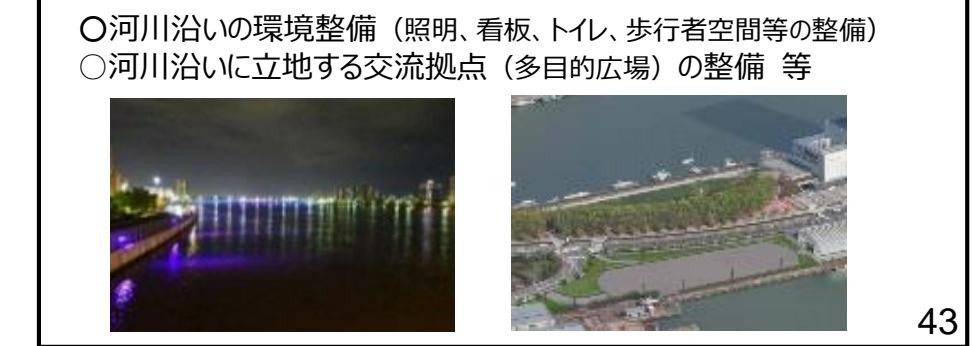 〇河川沿いの環境整備（照明、看板、トイレ、歩行者空間等の整備）
○河川沿いに立地する交流拠点（多目的広場）の整備 等
43